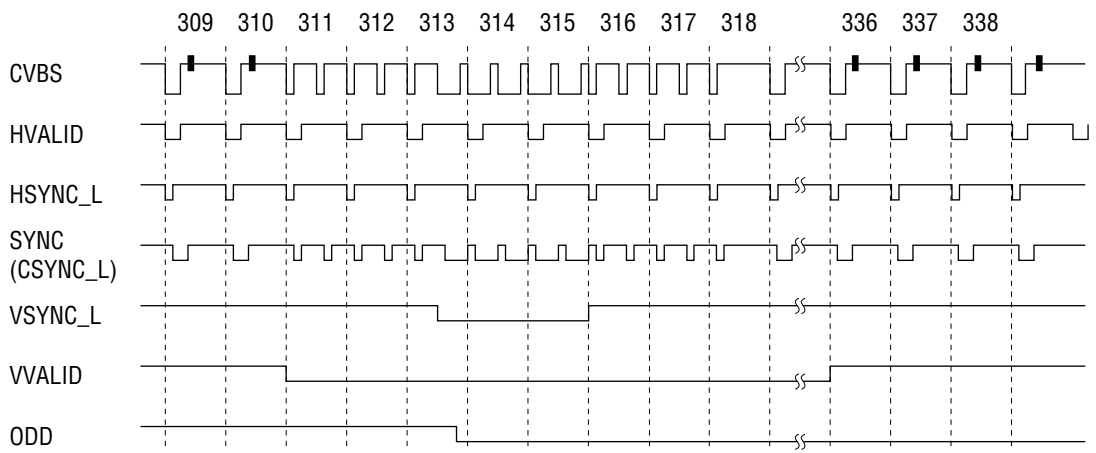 309 310 311 312 313 314 315 316 317 318 336 337 338
CVBS
HVALID
HSYNC_L
SYNC
(CSYNC_L)
VSYNC_L
VVALID
ODD